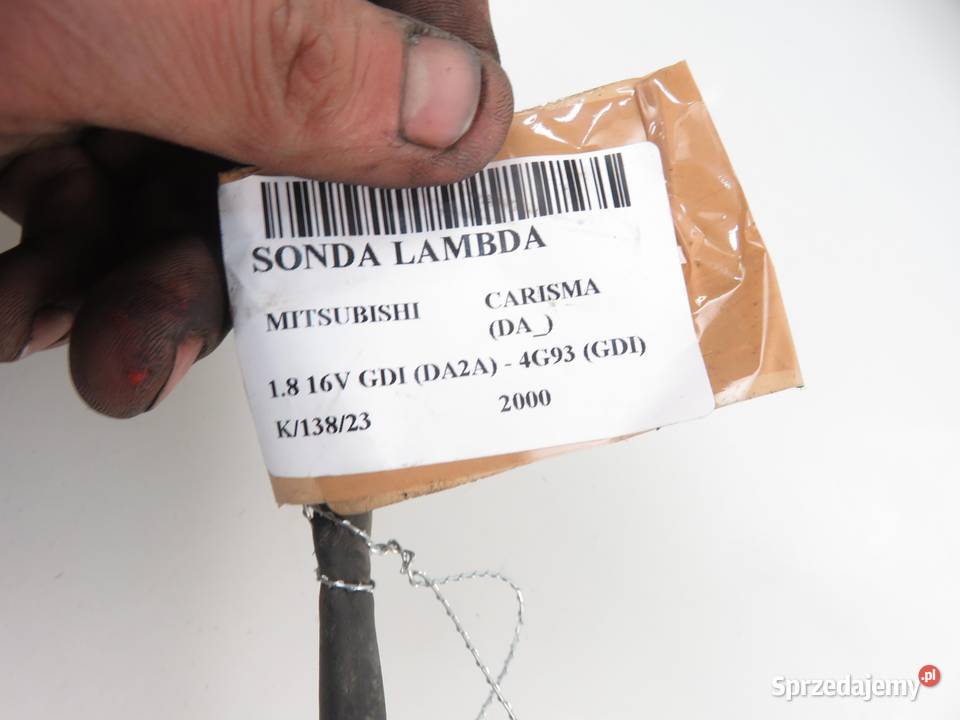 SONDA LAMBDA
MITSUBISHI CARISMA
(DA_)
1.8 16V GDI (DA2A) - 4G93 (GDI)
K/138/23 2000
Sprzedajemy.pl